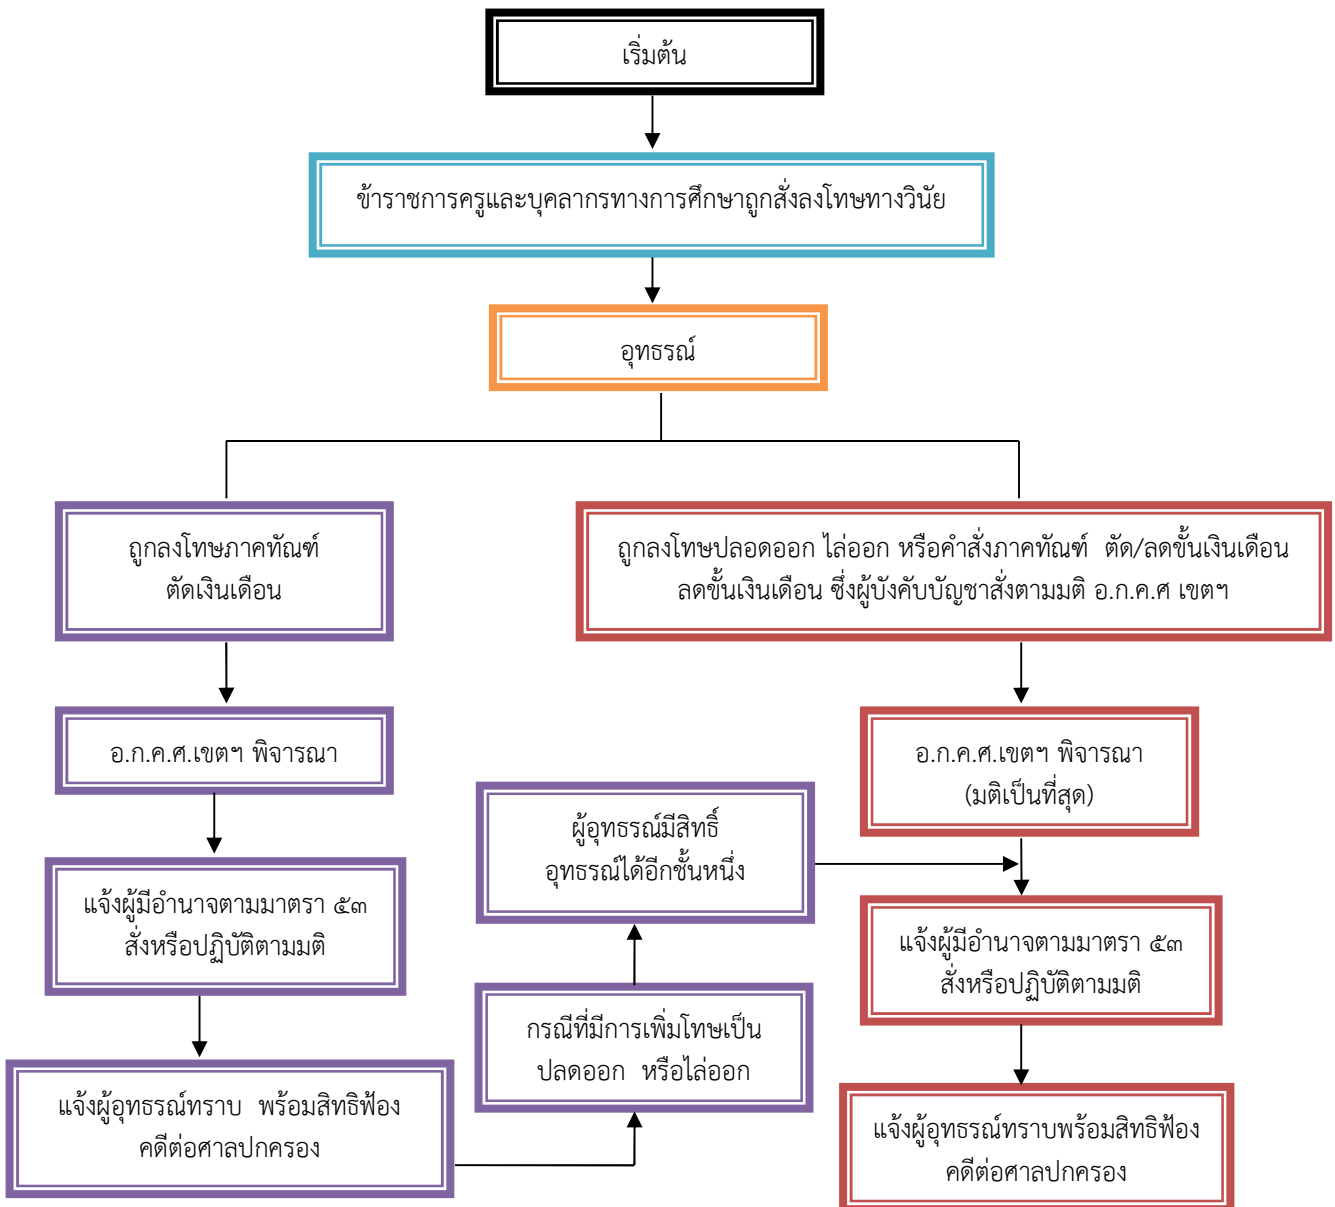 เริ่มต้น
ข้าราชการครูและบุคลากรทางการศึกษาถูกสั่งลงโทษทางวินัย
อุทธรณ์
ถูกลงโทษภาคทัณฑ์
ตัดเงินเดือน
อ.ก.ค.ศ.เขตฯ พิจารณา
แจ้งผู้มีอำนาจตามมาตรา ๕๓
สั่งหรือปฏิบัติตามมติ
แจ้งผู้อุทธรณ์ทราบ พร้อมสิทธิฟ้อง
คดีต่อศาลปกครอง
กรณีที่มีการเพิ่มโทษเป็น
ปลดออก หรือไล่ออก
ผู้อุทธรณ์มีสิทธิ์
อุทธรณ์ได้อีกชั้นหนึ่ง
ถูกลงโทษปลอดออก ไล่ออก หรือคำสั่งภาคทัณฑ์ ตัด/ลดขั้นเงินเดือน
ลดขั้นเงินเดือน ซึ่งผู้บังคับบัญชาสั่งตามมติ อ.ก.ค.ศ เขตฯ
อ.ก.ค.ศ.เขตฯ พิจารณา
(มติเป็นที่สุด)
แจ้งผู้มีอำนาจตามมาตรา ๕๓
สั่งหรือปฏิบัติตามมติ
แจ้งผู้อุทธรณ์ทราบพร้อมสิทธิฟ้อง
คดีต่อศาลปกครอง